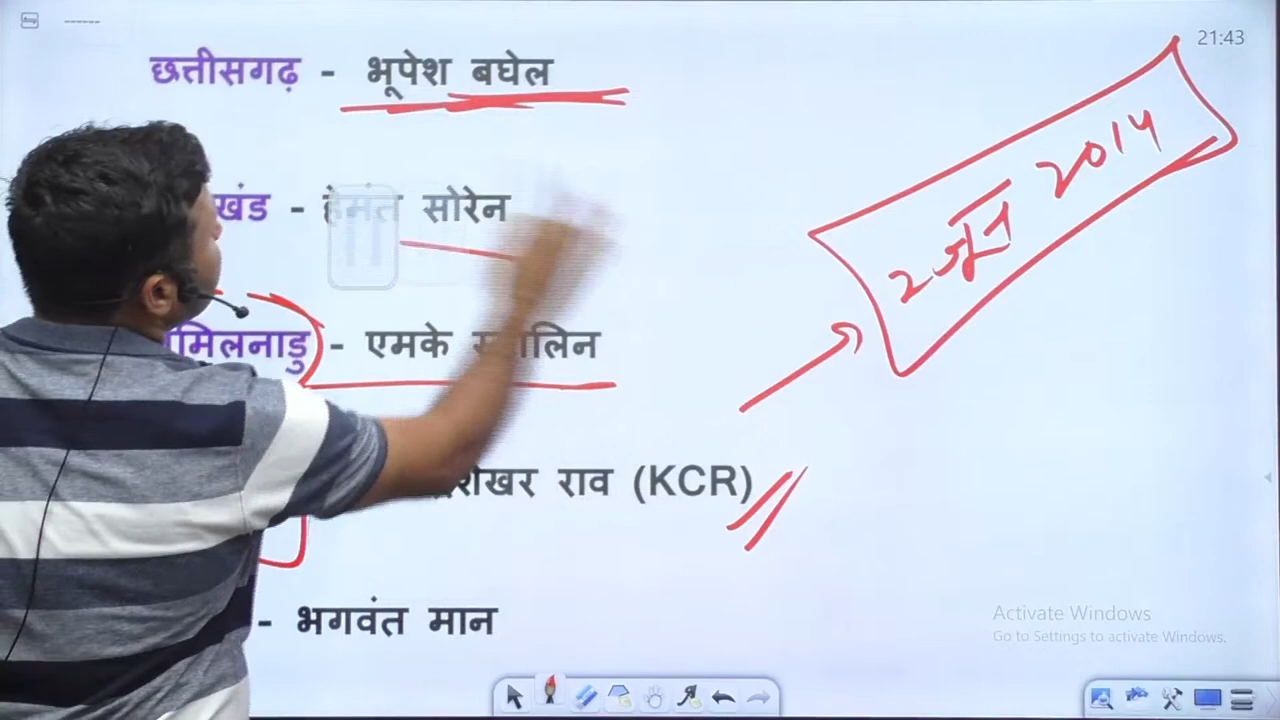 21:43
छत्तीसगढ़ - भूपेश बघेल
2 जून 2014
खंड - हेमंत सोरेन
मिलनाडु - एमके
शेखर राव (KCR)
- भगवंत मान
Activate Windows
Go to Settings to activate Windows.